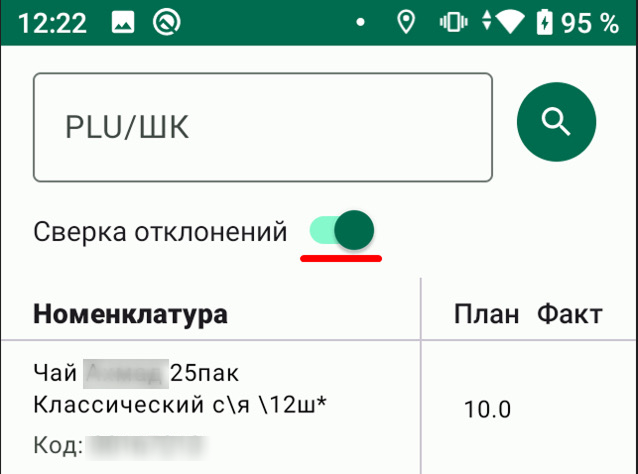 12:22 95 %
PLU/ШК
Сверка отклонений
Номенклатура План Факт
Чай 25пак
Классический с\я \12ш* 10.0
Код: